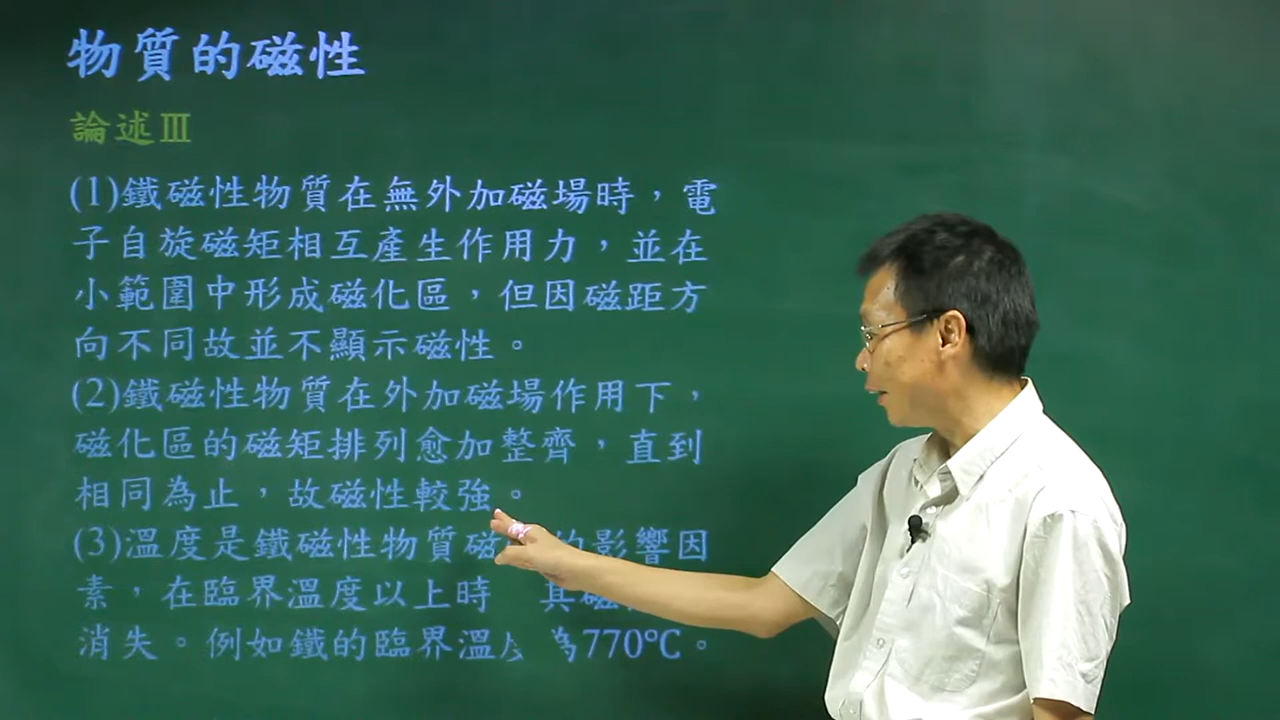 物質的磁性
論述Ⅲ
(1)鐵磁性物質在無外加磁場時，電
子自旋磁矩相互產生作用力，並在
小範圍中形成磁化區，但因磁距方
向不同故並不顯示磁性。
(2)鐵磁性物質在外加磁場作用下，
磁化區的磁矩排列愈加整齊，直到
相同為止，故磁性較強。
(3)溫度是鐵磁性物質磁 的影響因
素，在臨界溫度以上時 其磁
消失。例如鐵的臨界溫 為770℃。